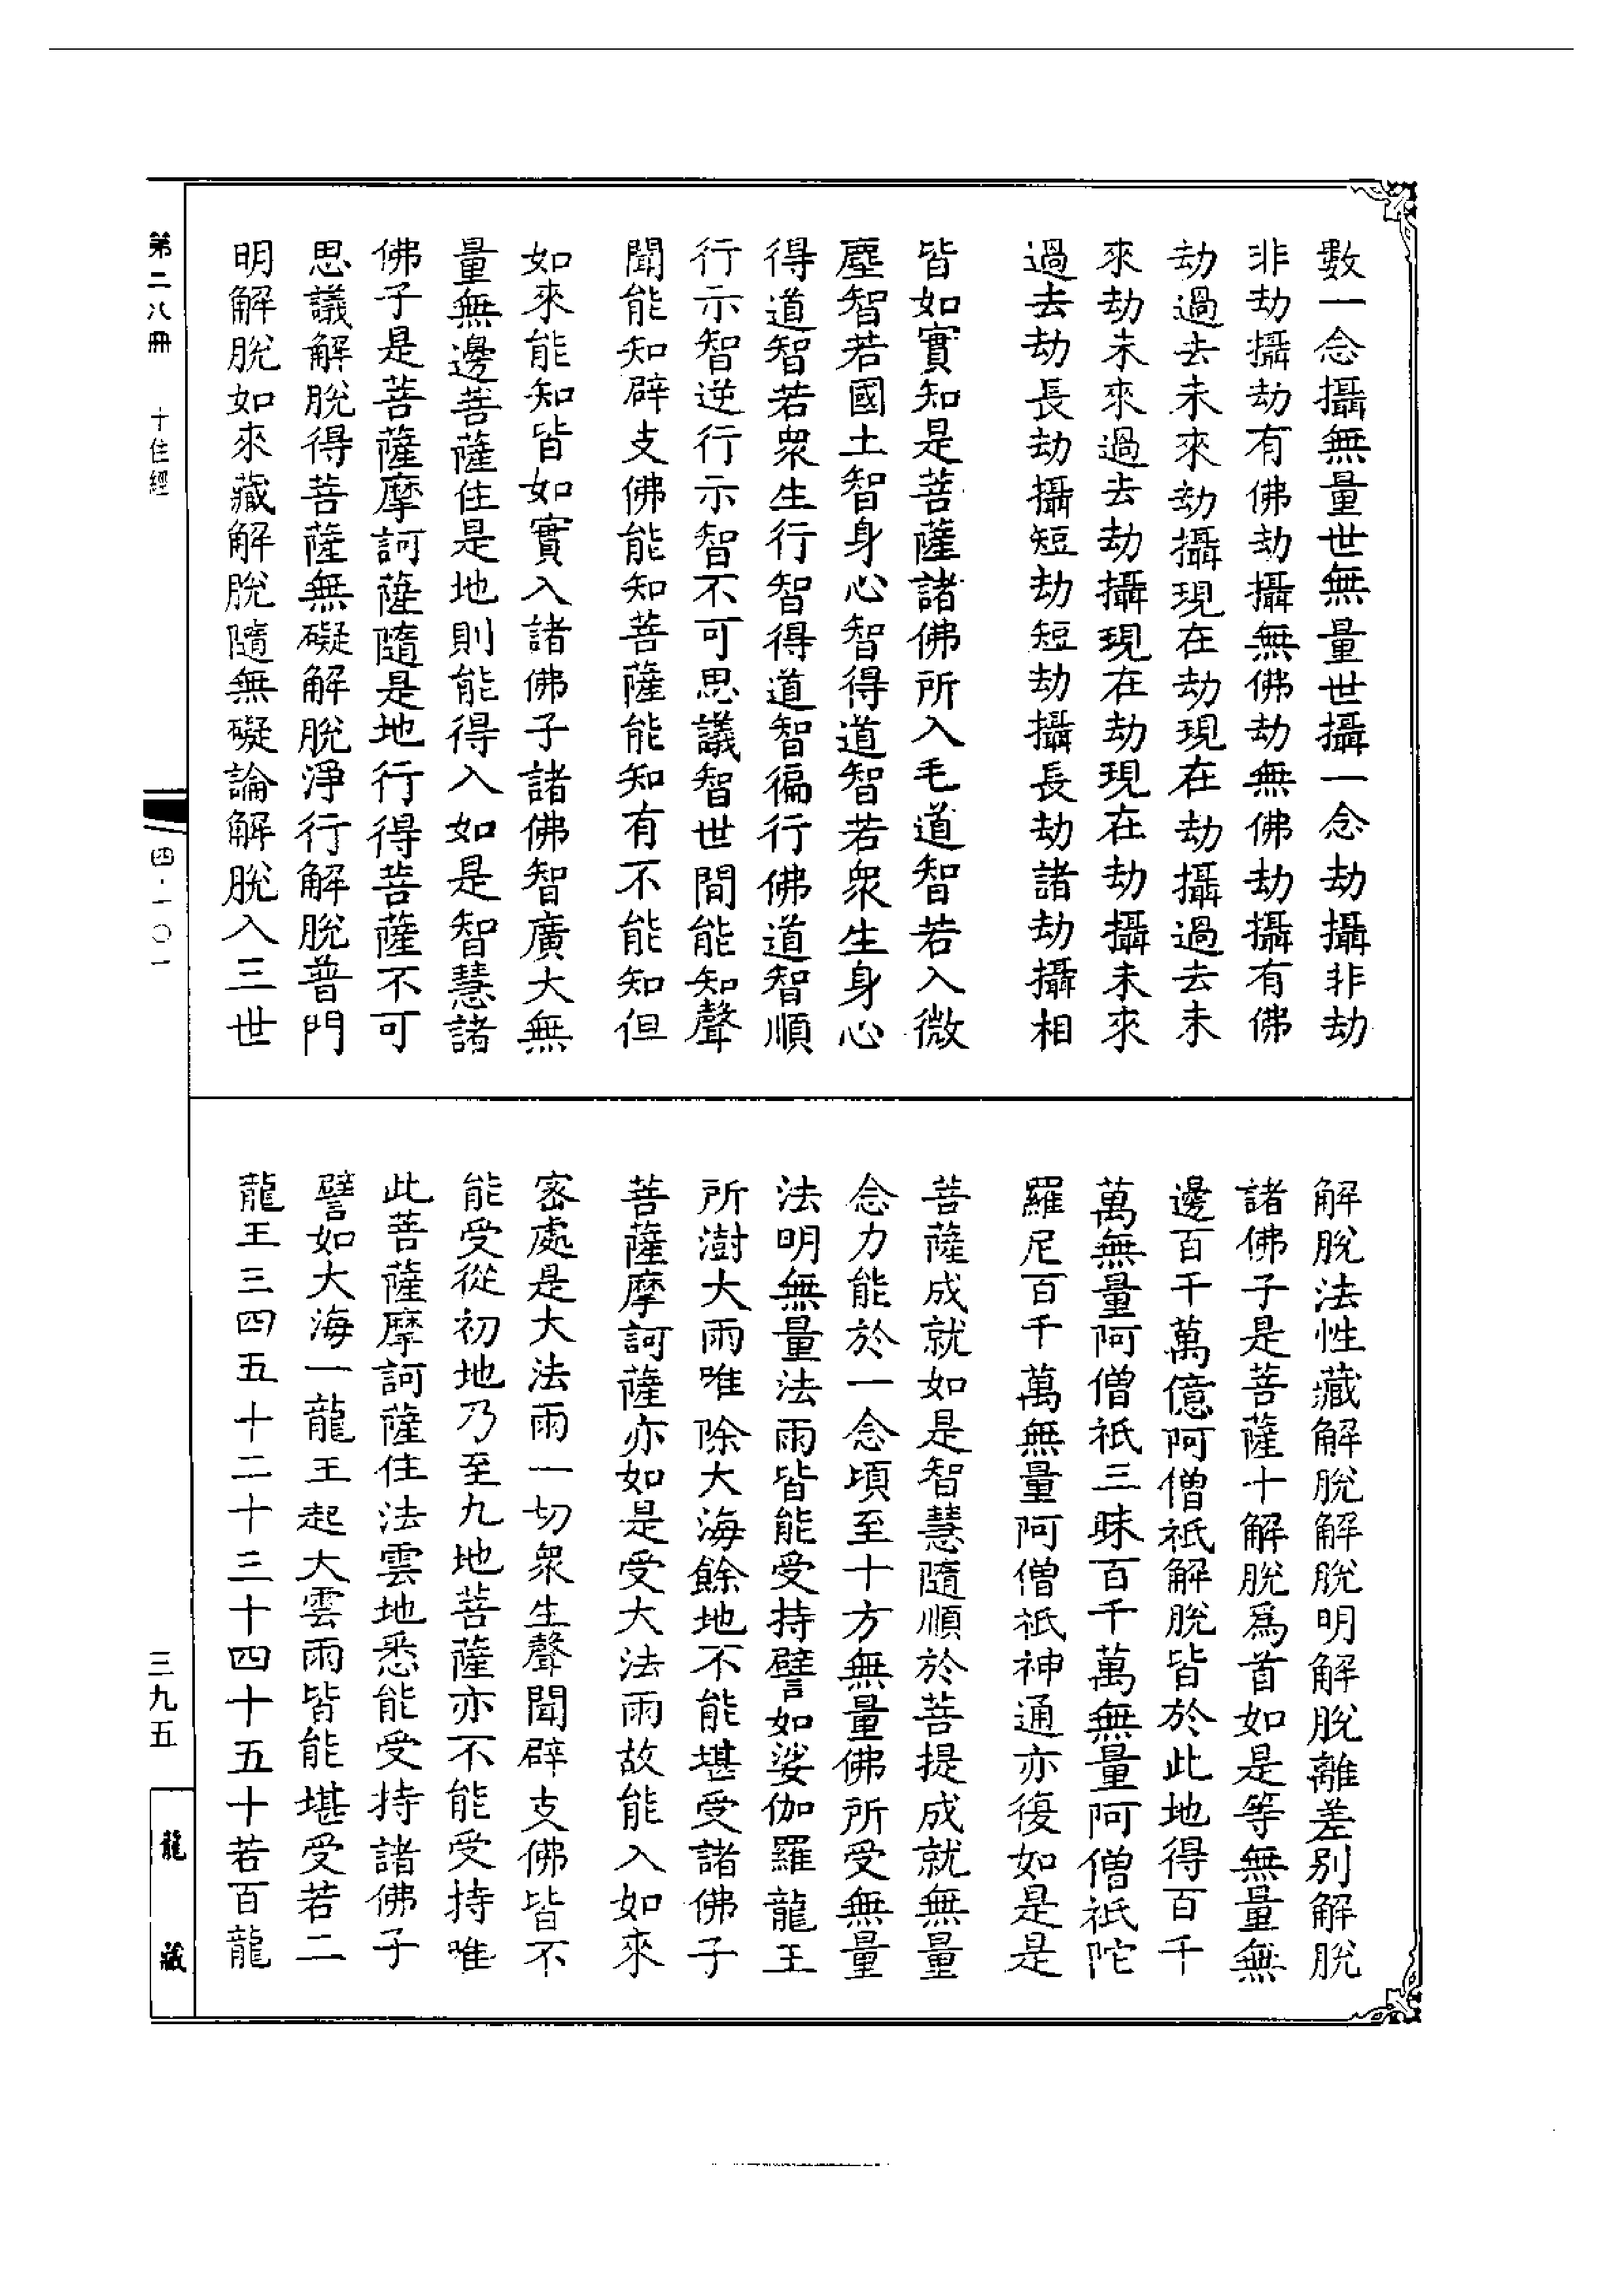 數一念攝無量世無量世攝一念劫攝非劫
非劫攝劫有佛劫攝無佛劫無佛劫攝有佛
劫過去未來劫攝現在劫現在劫攝過去未
來劫未來過去劫攝現在劫現在劫攝未來
過去劫長劫攝短劫短劫攝長劫諸劫攝相
皆如實知是菩薩諸佛所入毛道智若入微
塵智若國土智身心智得道智若衆生身心
得道智若衆生行智得道智徧行佛道智順
行示智逆行示智不可思議智世間能知聲
聞能知辟支佛能知菩薩能知有不能知但
如來能知皆如實入諸佛子諸佛智廣大無
量無邊菩薩住是地則能得入如是智慧諸
佛子是菩薩摩訶薩隨是地行得菩薩不可
思議解脫得菩薩無礙解脫淨行解脫普門
明解脫如來藏解脫隨無礙論解脫入三世
解脫法性藏解脫解脫明解脫離差別解脫
諸佛子是菩薩十解脫爲首如是等無量無
邊百千萬億阿僧祇解脫皆於此地得百千
萬無量阿僧祇三昧百千萬無量阿僧祇陀
羅尼百千萬無量阿僧祇神通亦復如是是
菩薩成就如是智慧隨順於菩提成就無量
念力能於一念頃至十方無量佛所受無量
法明無量法雨皆能受持譬如娑伽羅龍王
所澍大雨唯除大海餘地不能堪受諸佛子
菩薩摩訶薩亦如是受大法雨故能入如來
密處是大法雨一切衆生聲聞辟支佛皆不
能受從初地乃至九地菩薩亦不能受持唯
此菩薩摩訶薩住法雲地悉能受持諸佛子
譬如大海一龍王起大雲雨皆能堪受若二
龍王三四五十二十三十四十五十若百龍
第二八冊 十住經
四·一〇一
三九五
龍藏